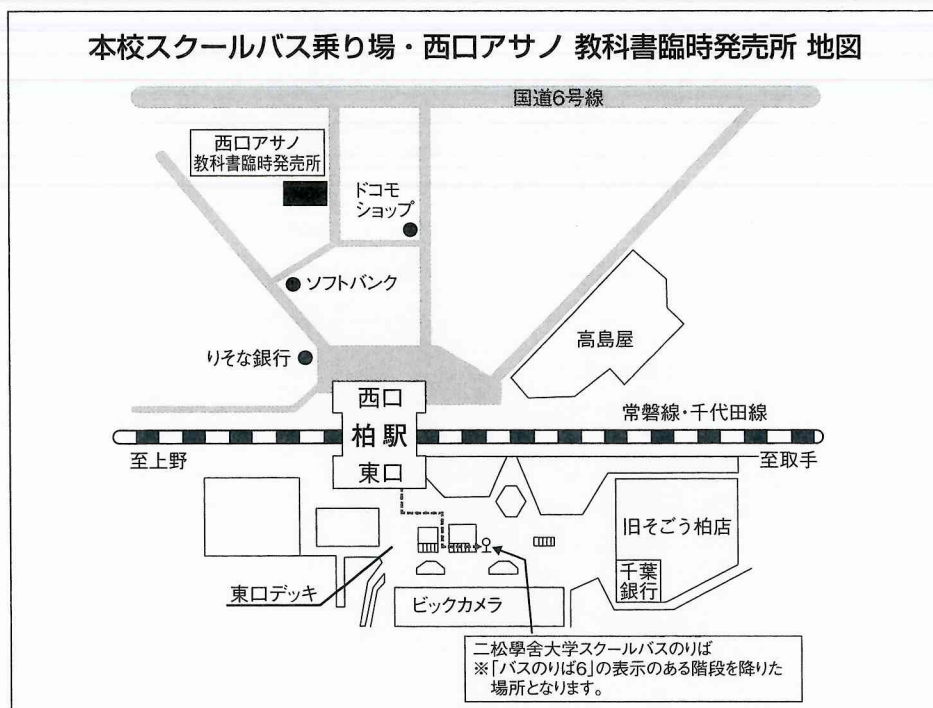 本校スクールバス乗り場・西口アサノ 教科書臨時発売所 地図
国道6号線
西口アサノ
教科書臨時発売所
ドコモ
ショップ
ソフトバンク
りそな銀行
高島屋
西口
柏駅
東口
常磐線・千代田線
至上野
至取手
旧そごう柏店
千葉
銀行
東口デッキ
ビックカメラ
二松學舍大学スクールバスのりば
※「バスのりば6」の表示のある階段を降りた
場所となります。